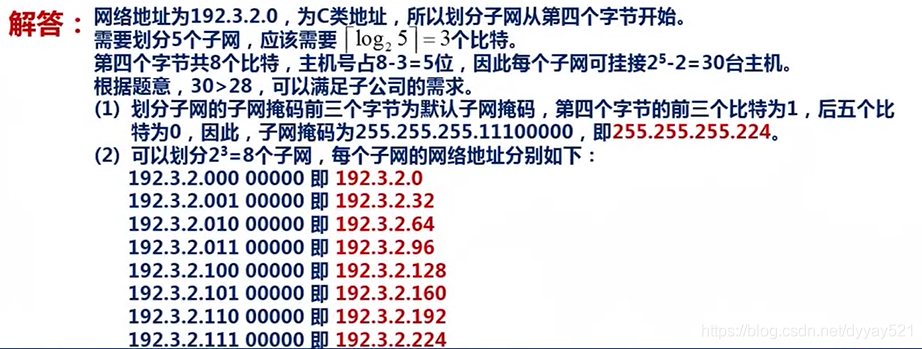 解答：网络地址为192.3.2.0，为C类地址，所以划分子网从第四个字节开始。
需要划分5个子网，应该需要⌈log₂ 5⌉=3个比特。
第四个字节共8个比特，主机号占8-3=5位，因此每个子网可挂接2⁵-2=30台主机。
根据题意，30>28，可以满足子公司的需求。
(1) 划分子网的子网掩码前三个字节为默认子网掩码，第四个字节的前三个比特为1，后五个比
特为0，因此，子网掩码为255.255.255.11100000，即255.255.255.224。
(2) 可以划分2³=8个子网，每个子网的网络地址分别如下：
192.3.2.000 00000 即 192.3.2.0
192.3.2.001 00000 即 192.3.2.32
192.3.2.010 00000 即 192.3.2.64
192.3.2.011 00000 即 192.3.2.96
192.3.2.100 00000 即 192.3.2.128
192.3.2.101 00000 即 192.3.2.160
192.3.2.110 00000 即 192.3.2.192
192.3.2.111 00000 即 192.3.2.224
https://blog.csdn.net/dyyay521